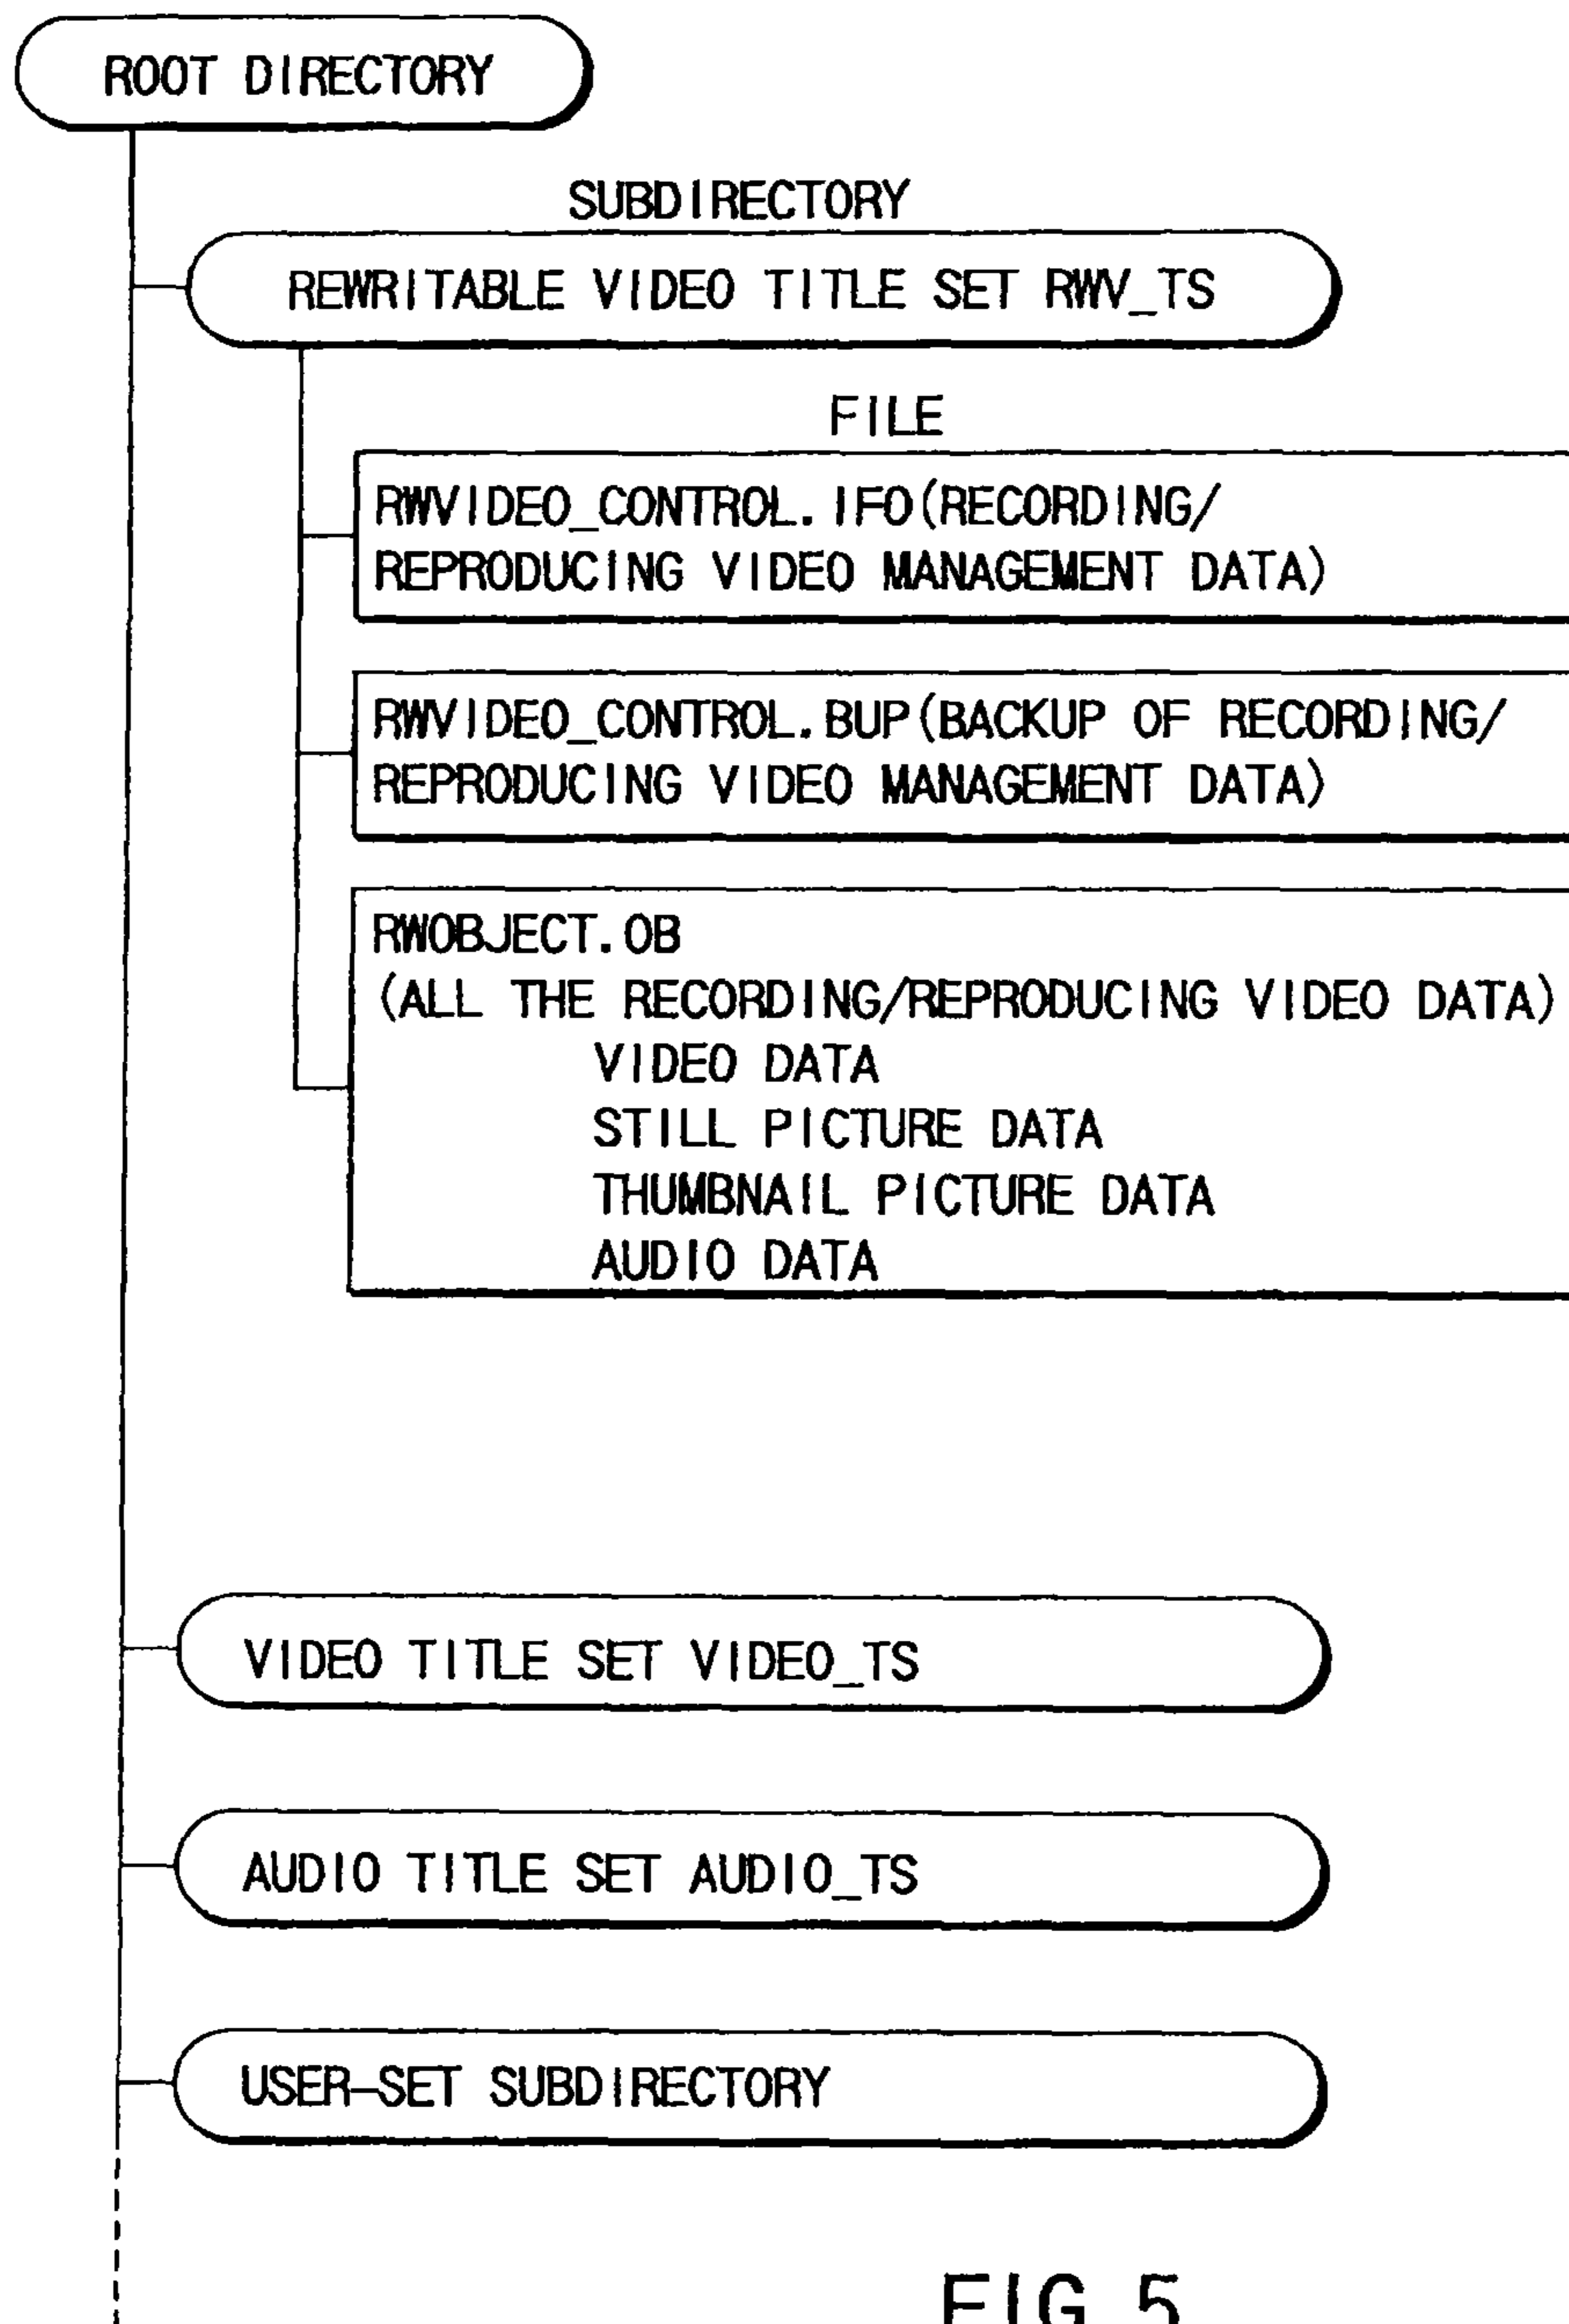 ROOT DIRECTORY
SUBDIRECTORY
REWRITABLE VIDEO TITLE SET RWV_TS
FILE
RWVIDEO_CONTROL.IFO(RECORDING/
REPRODUCING VIDEO MANAGEMENT DATA)
RWVIDEO_CONTROL.BUP(BACKUP OF RECORDING/
REPRODUCING VIDEO MANAGEMENT DATA)
RWOBJECT.OB
(ALL THE RECORDING/REPRODUCING VIDEO DATA)
VIDEO DATA
STILL PICTURE DATA
THUMBNAIL PICTURE DATA
AUDIO DATA
VIDEO TITLE SET VIDEO_TS
AUDIO TITLE SET AUDIO_TS
USER-SET SUBDIRECTORY
FIG. 5